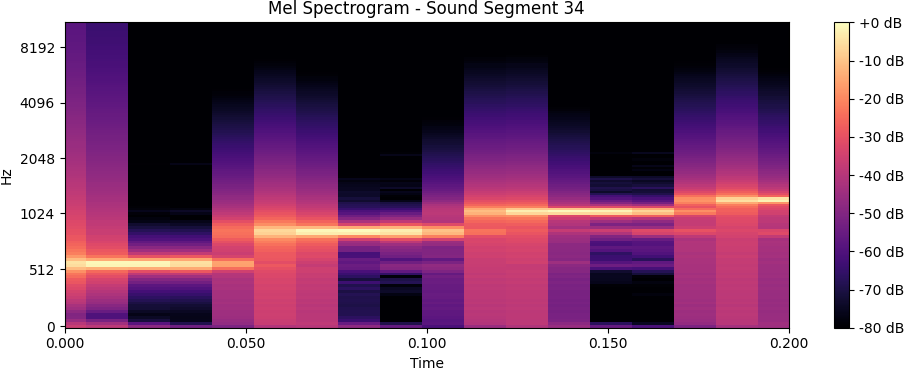 Mel Spectrogram - Sound Segment 34
Hz
8192
4096
2048
1024
512
0
0.000
0.050
0.100
0.150
0.200
Time
+0 dB
-10 dB
-20 dB
-30 dB
-40 dB
-50 dB
-60 dB
-70 dB
-80 dB